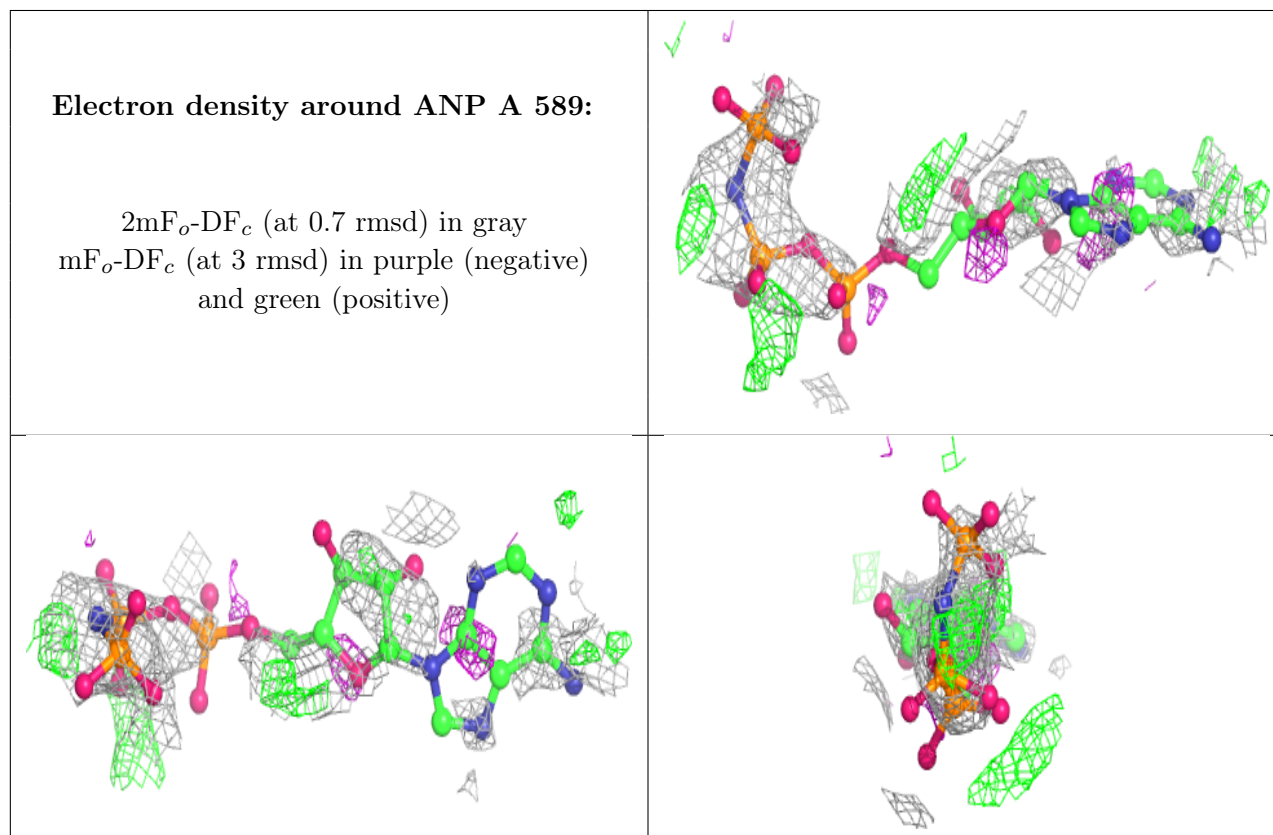 Electron density around ANP A 589:
2mFo-DFc (at 0.7 rmsd) in gray
mFo-DFc (at 3 rmsd) in purple (negative)
and green (positive)